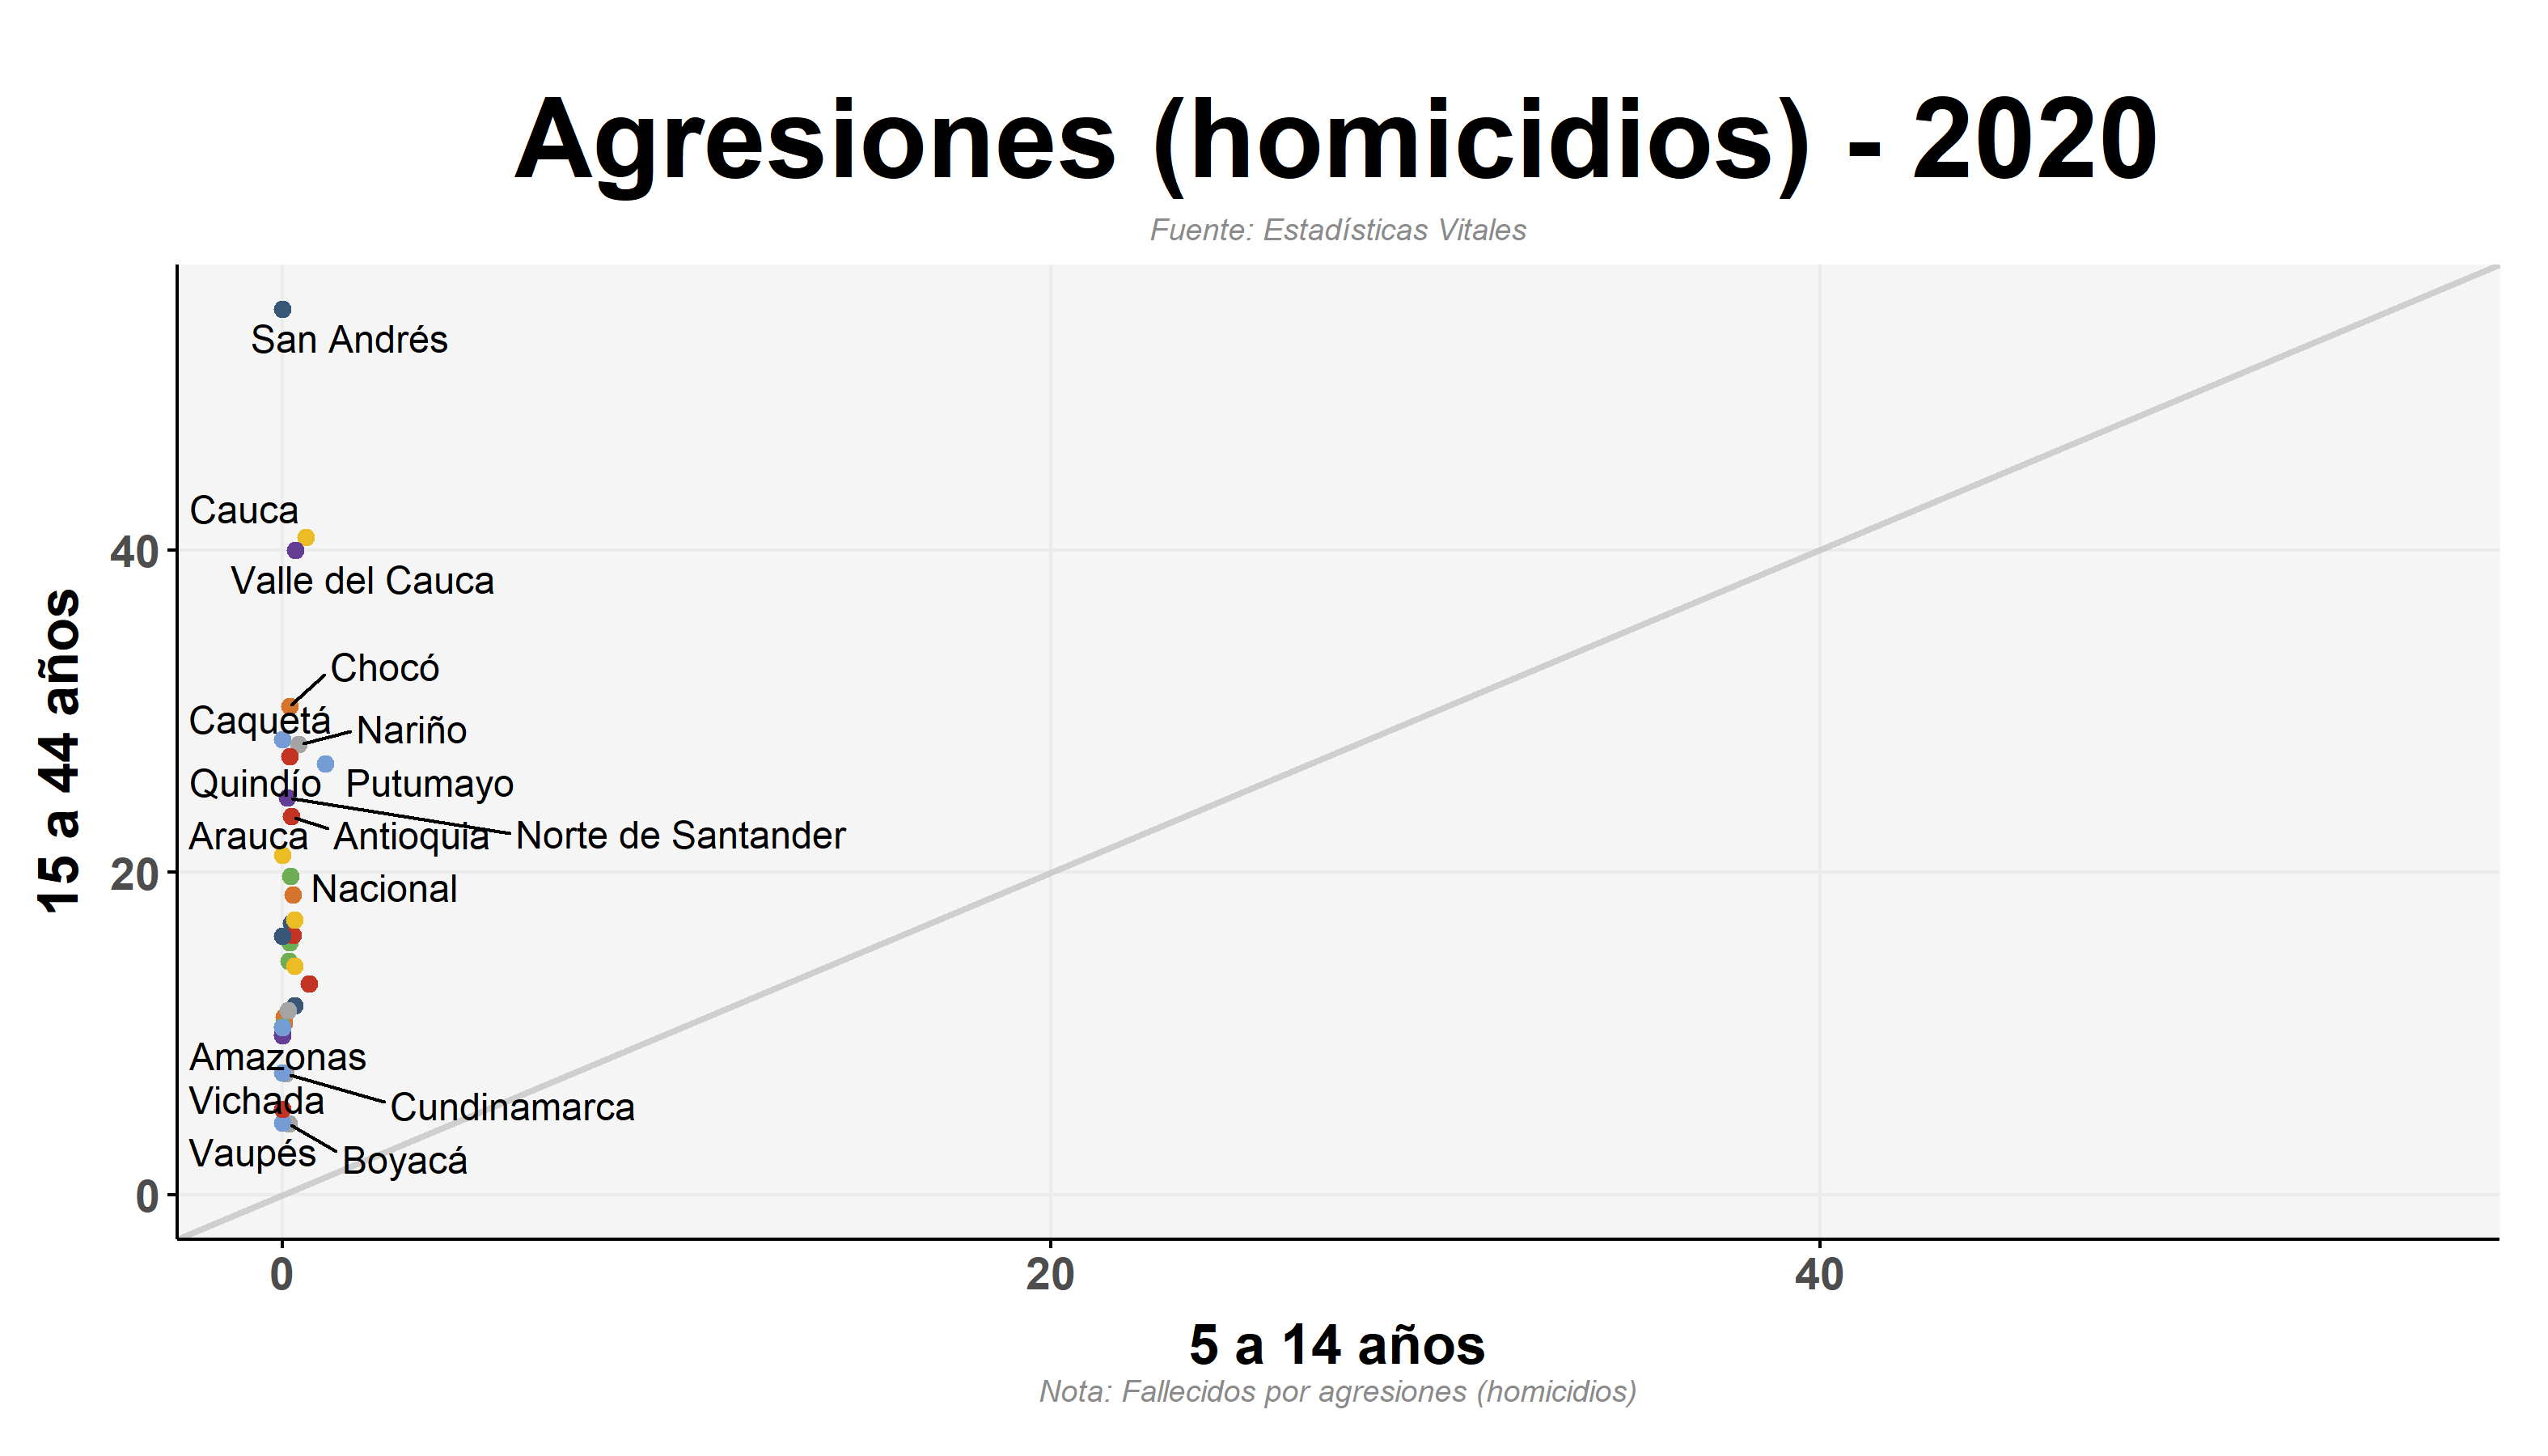 Agresiones (homicidios) - 2020
Fuente: Estadísticas Vitales
San Andrés
Cauca
40
Valle del Cauca
Chocó
Caquetá
Nariño
Quindío
Putumayo
Arauca
Antioquia
Norte de Santander
20
Nacional
Amazonas
Vichada
Cundinamarca
Vaupés
Boyacá
0
15 a 44 años
0
20
40
5 a 14 años
Nota: Fallecidos por agresiones (homicidios)